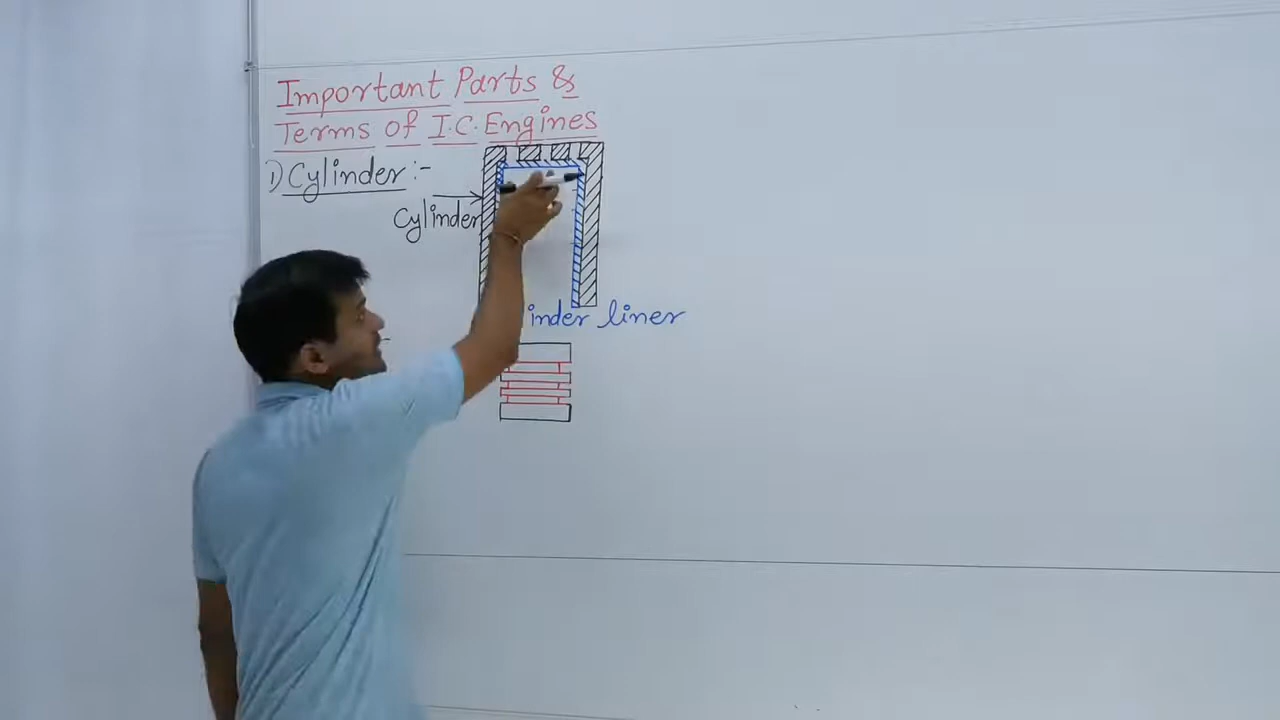 Important Parts &
Terms of I.C. Engines
1) Cylinder :-
Cylinder
inder liner